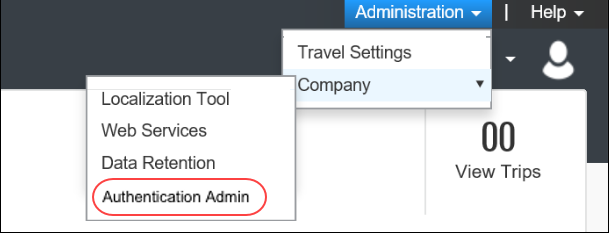 Administration | Help
Travel Settings
Company
Localization Tool
Web Services
Data Retention
Authentication Admin
00
View Trips